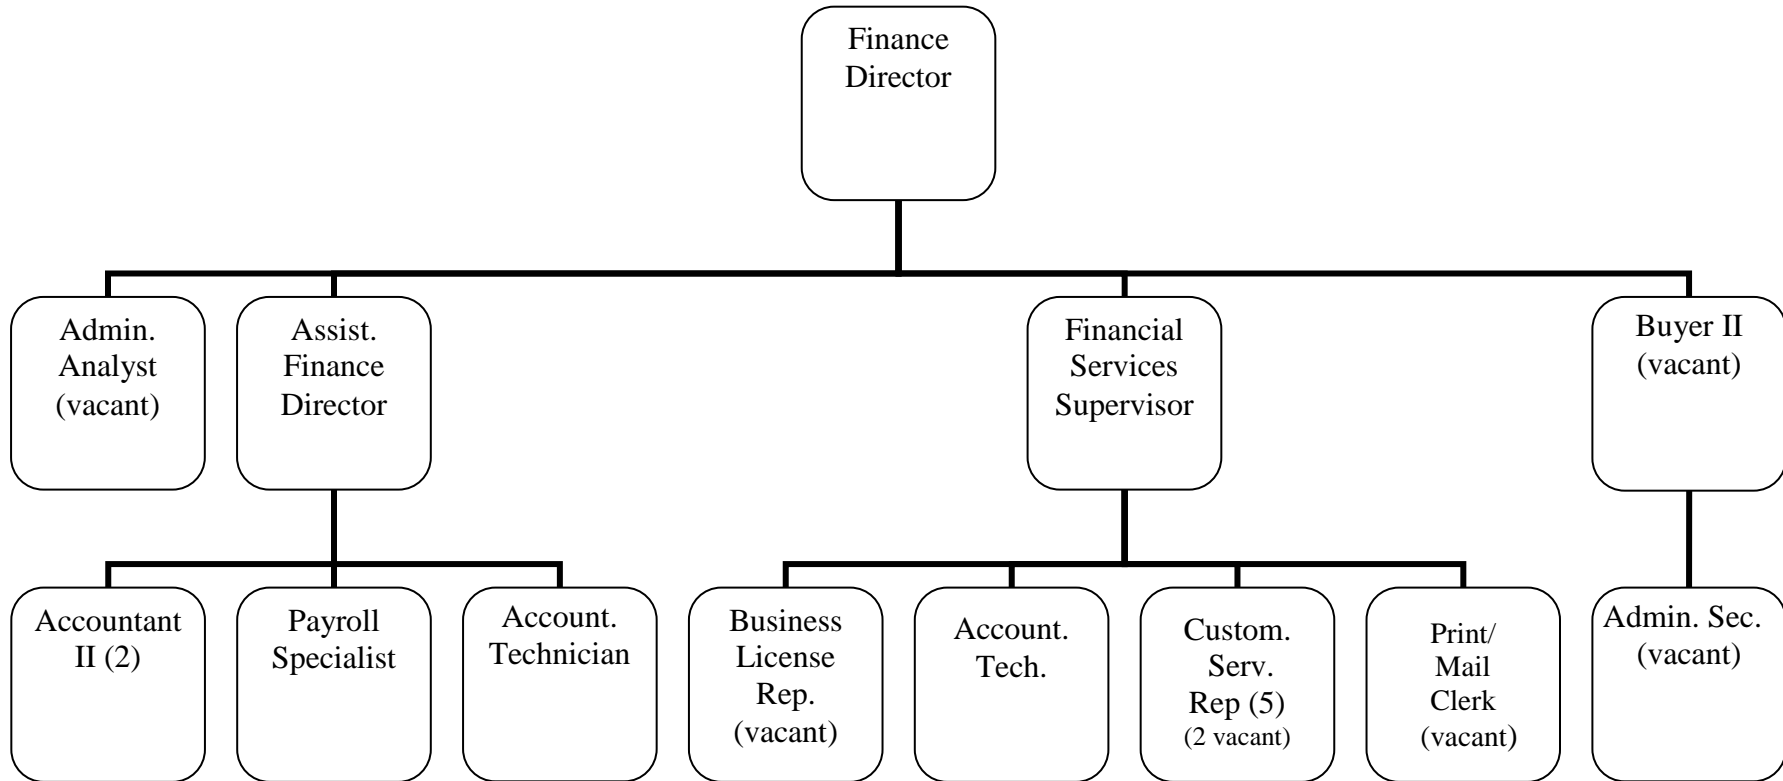 Finance
Director
Admin.
Analyst
(vacant)
Assist.
Finance
Director
Financial
Services
Supervisor
Buyer II
(vacant)
Accountant
II (2)
Payroll
Specialist
Account.
Technician
Business
License
Rep.
(vacant)
Account.
Tech.
Custom.
Serv.
Rep (5)
(2 vacant)
Print/
Mail
Clerk
(vacant)
Admin. Sec.
(vacant)